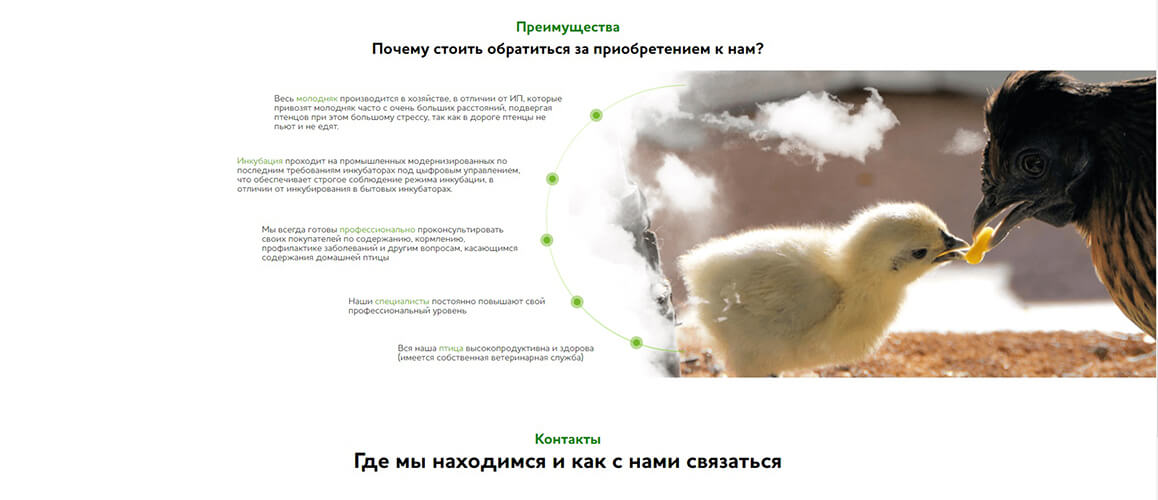 Преимущества
Почему стоить обратиться за приобретением к нам?
Весь молодняк производится в хозяйстве, в отличии от ИП, которые
привозят молодняк часто с очень больших расстояний, подвергая
птенцов при этом большому стрессу, так как в дороге птенцы не
пьют и не едят.
Инкубация проходит на промышленных модернизированных по
последним требованиям инкубаторах под цифровым управлением,
что обеспечивает строгое соблюдение режима инкубации, в
отличии от инкубирования в бытовых инкубаторах.
Мы всегда готовы профессионально проконсультировать
своих покупателей по содержанию, кормлению,
профилактике заболеваний и другим вопросам, касающимся
содержания домашней птицы
Наши специалисты постоянно повышают свой
профессиональный уровень
Вся наша птица высокопродуктивна и здорова
(имеется собственная ветеринарная служба)
Контакты
Где мы находимся и как с нами связаться